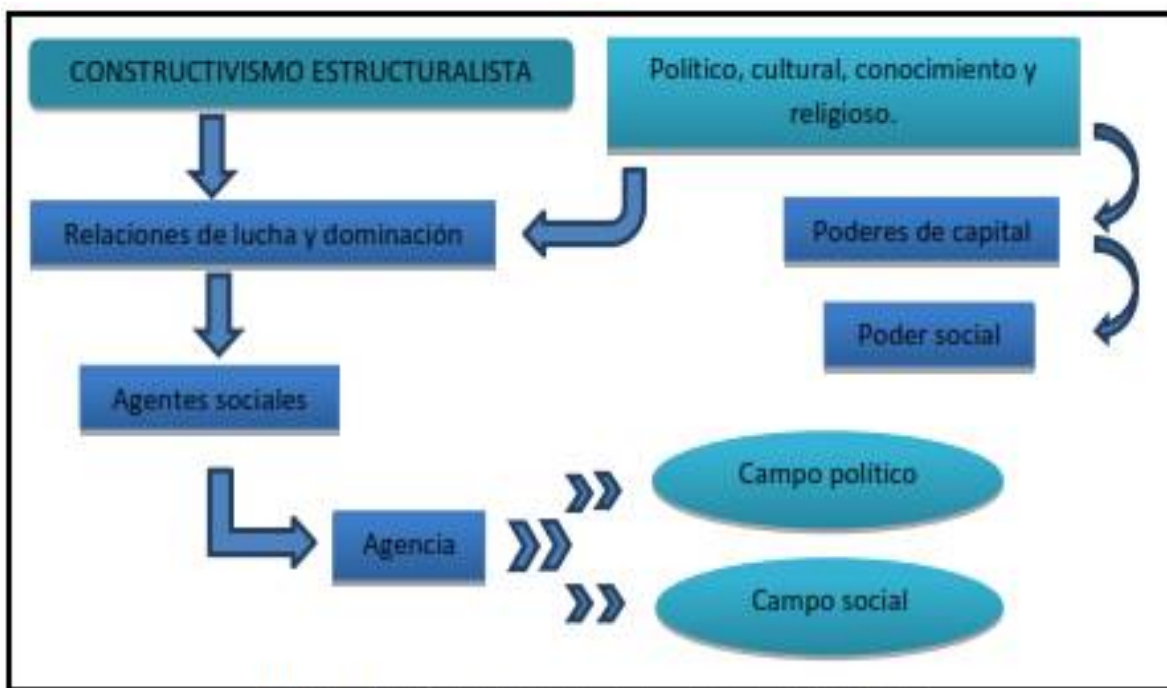 CONSTRUCTIVISMO ESTRUCTURALISTA
Político, cultural, conocimiento y
religioso.
Relaciones de lucha y dominación
Poderes de capital
Poder social
Agentes sociales
Campo político
Agencia
Campo social